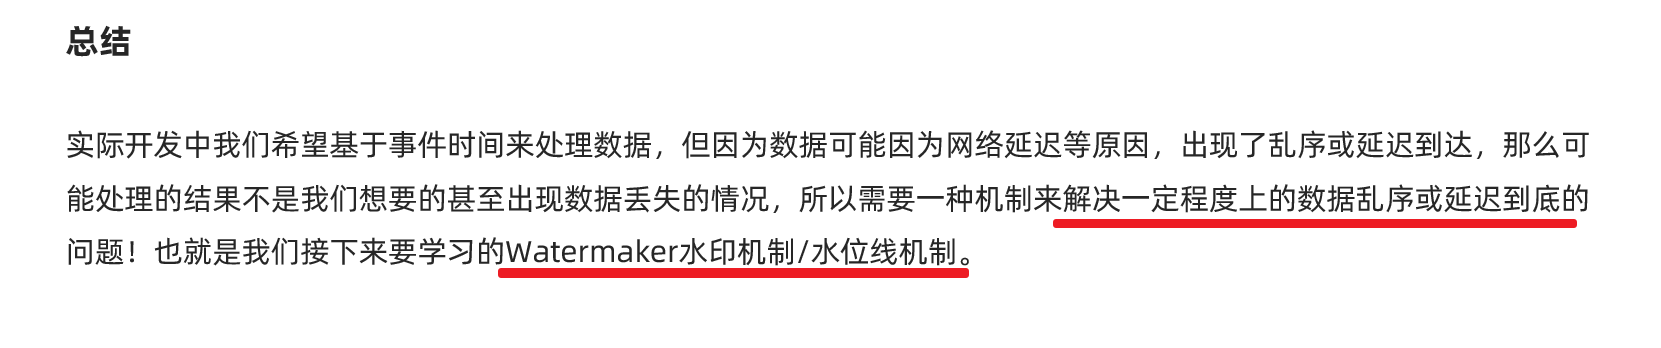 总结
实际开发中我们希望基于事件时间来处理数据，但因为数据可能因为网络延迟等原因，出现了乱序或延迟到达，那么可
能处理的结果不是我们想要的甚至出现数据丢失的情况，所以需要一种机制来解决一定程度上的数据乱序或延迟到底的
问题！也就是我们接下来要学习的Watermaker水印机制/水位线机制。